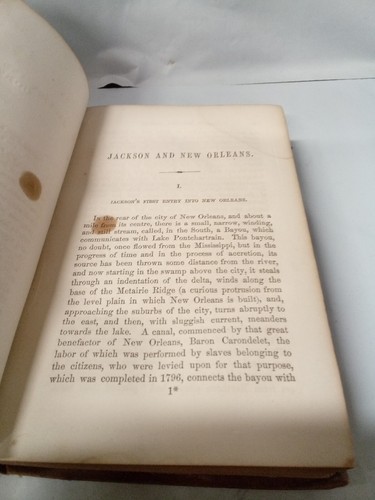 JACKSON AND NEW ORLEANS.
I.
JACKSON'S FIRST ENTRY INTO NEW ORLEANS.
In the rear of the city of New Orleans, and about a
mile from its centre, there is a small, narrow, winding,
and still stream, called, in the South, a Bayou, which
communicates with Lake Pontchartrain. This bayou,
no doubt, once flowed from the Mississippi, but in the
progress of time and in the process of accretion, its
source has been thrown some distance from the river,
and now starting in the swamp above the city, it steals
through an indentation of the delta, winds along the
base of the Metairie Ridge (a curious protrusion from
the level plain in which New Orleans is built), and,
approaching the suburbs of the city, turns abruptly to
the east, and then, with sluggish current, meanders
towards the lake. A canal, commenced by that great
benefactor of New Orleans, Baron Carondelet, the
labor of which was performed by slaves belonging to
the citizens, who were levied upon for that purpose,
which was completed in 1796, connects the bayou with
1*